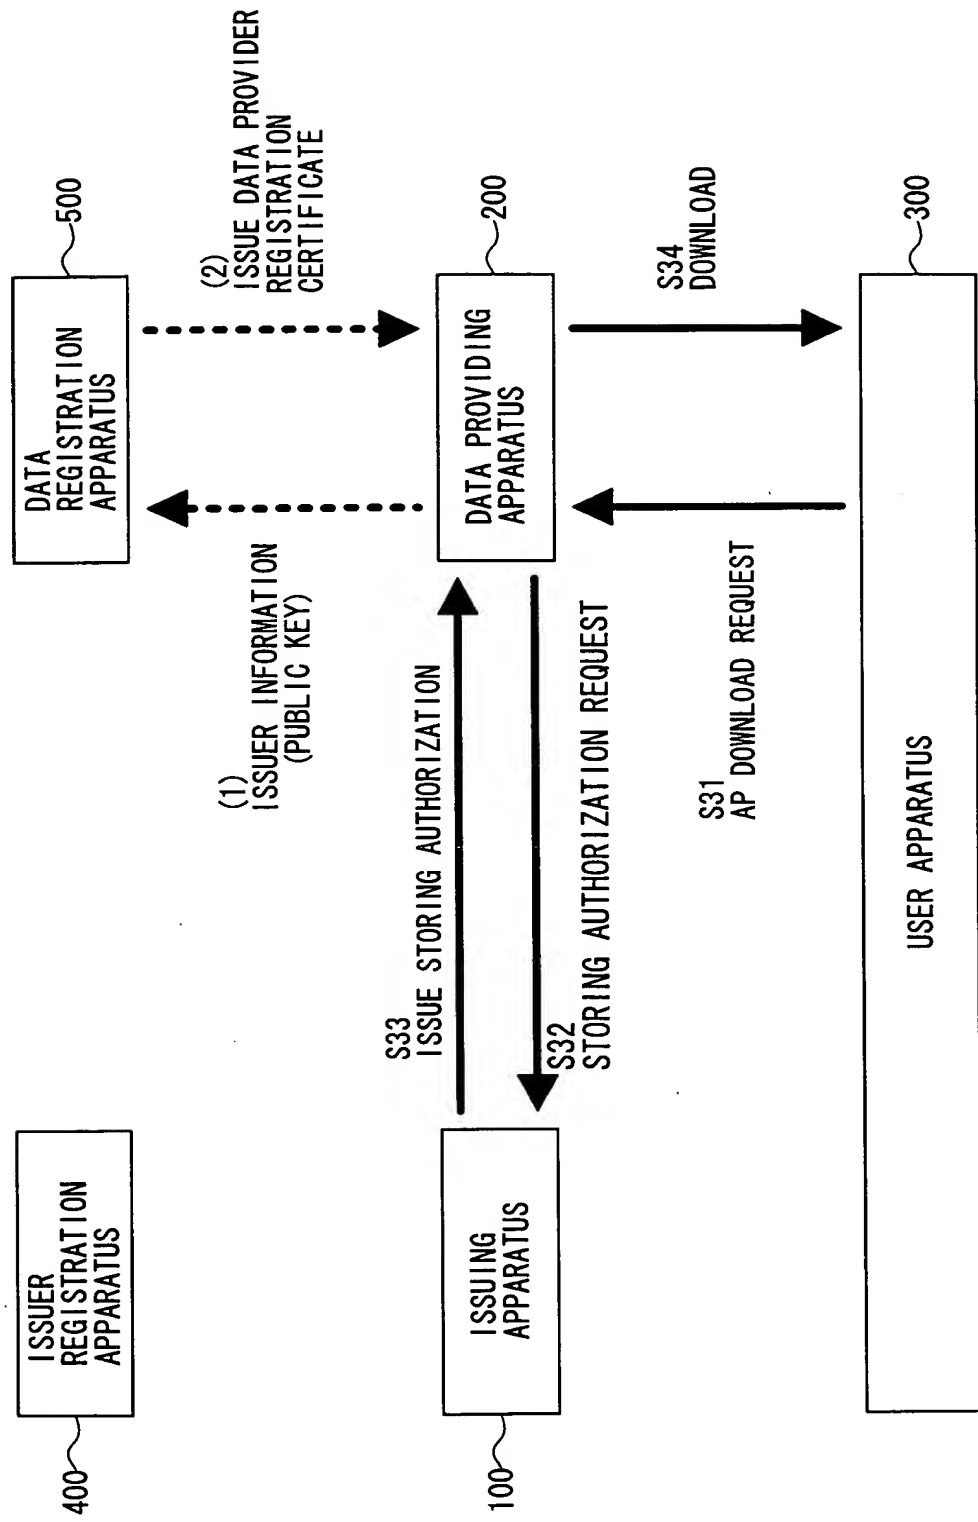 400
ISSUER
REGISTRATION
APPARATUS
DATA
REGISTRATION
APPARATUS
500
(1)
ISSUER INFORMATION
(PUBLIC KEY)
(2)
ISSUE DATA PROVIDER
REGISTRATION
CERTIFICATE
S33
ISSUE STORING AUTHORIZATION
100
ISSUING
APPARATUS
DATA PROVIDING
APPARATUS
200
S32
STORING AUTHORIZATION REQUEST
S31
AP DOWNLOAD REQUEST
S34
DOWNLOAD
USER APPARATUS
300